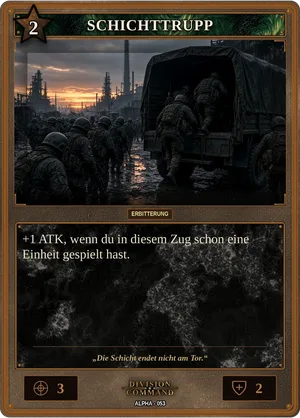 2
SCHICHTTRUPP
ERBITTERUNG
+1 ATK, wenn du in diesem Zug schon eine
Einheit gespielt hast.
„Die Schicht endet nicht am Tor.“
DIVISION
COMMAND
ALPHA · 053
3
2